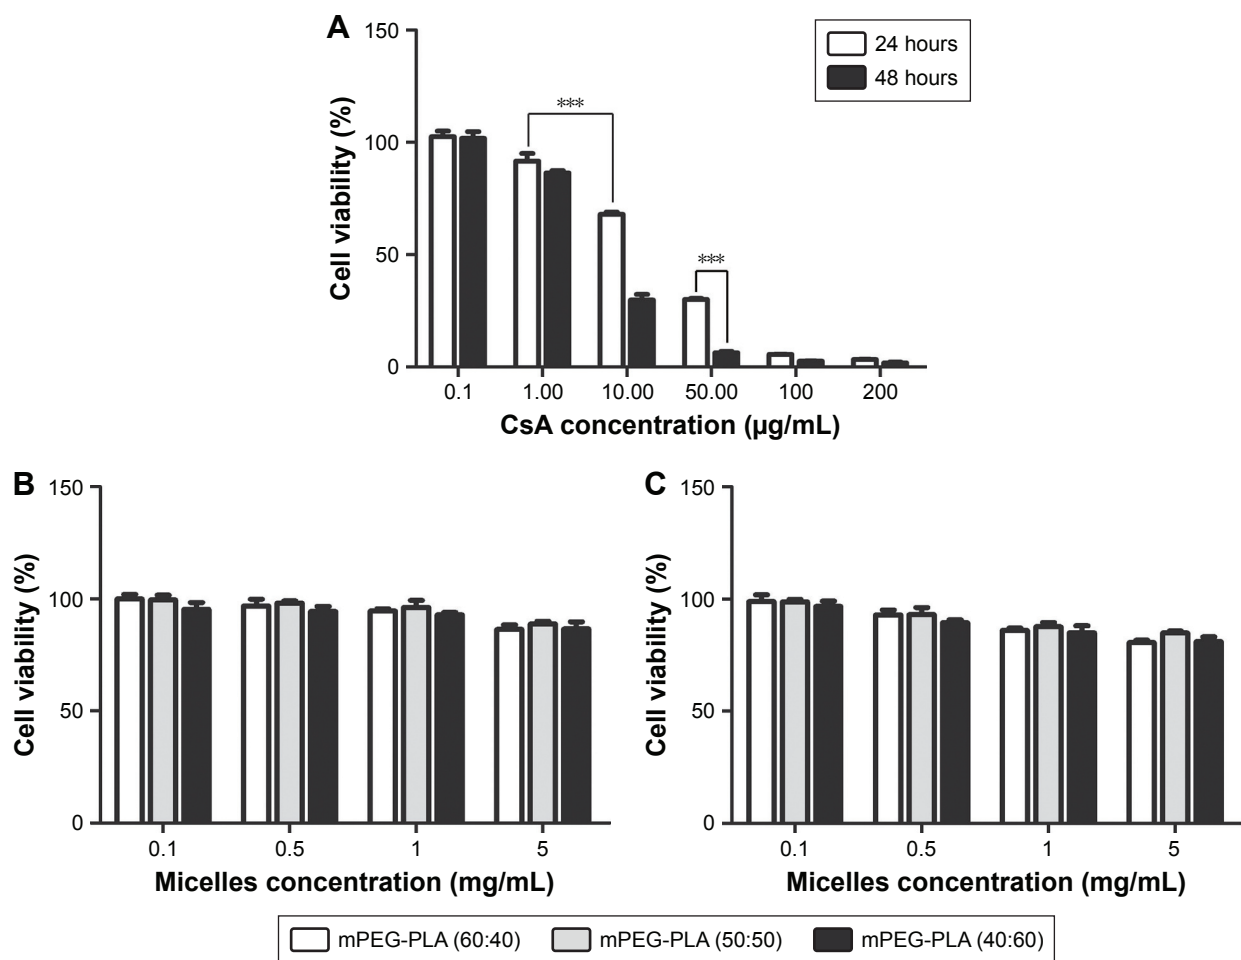 A
150
100
50
0
Cell viability (%)
***
***
24 hours
48 hours
0.1 1.00 10.00 50.00 100 200
CsA concentration (µg/mL)
B
150
100
50
0
Cell viability (%)
0.1 0.5 1 5
Micelles concentration (mg/mL)
C
150
100
50
0
Cell viability (%)
0.1 0.5 1 5
Micelles concentration (mg/mL)
mPEG-PLA (60:40) mPEG-PLA (50:50) mPEG-PLA (40:60)